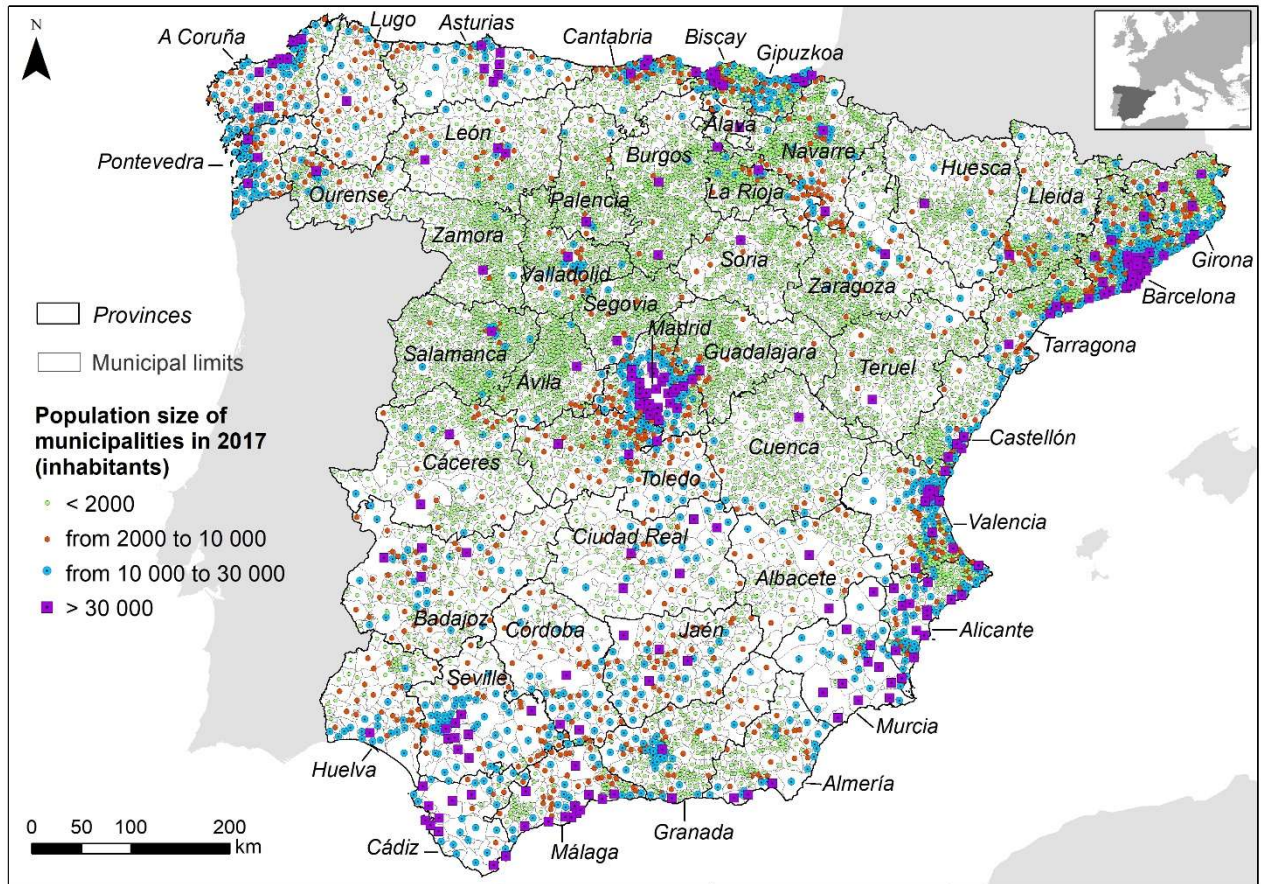 N
A Coruña
Lugo
Asturias
Cantabria
Biscay
Gipuzkoa
Pontevedra
Ourense
León
Burgos
Álava
Navarre
Huesca
Lleida
Palencia
La Rioja
Zamora
Valladolid
Soria
Zaragoza
Girona
Barcelona
Segovia
Provinces
Municipal limits
Salamanca
Ávila
Madrid
Guadalajara
Teruel
Tarragona
Population size of
municipalities in 2017
(inhabitants)
< 2000
from 2000 to 10 000
from 10 000 to 30 000
> 30 000
Cáceres
Toledo
Cuenca
Castellón
Valencia
Ciudad Real
Albacete
Badajoz
Córdoba
Jaén
Alicante
Seville
Murcia
Huelva
Almería
Granada
Cádiz
Málaga
0 50 100 200
km